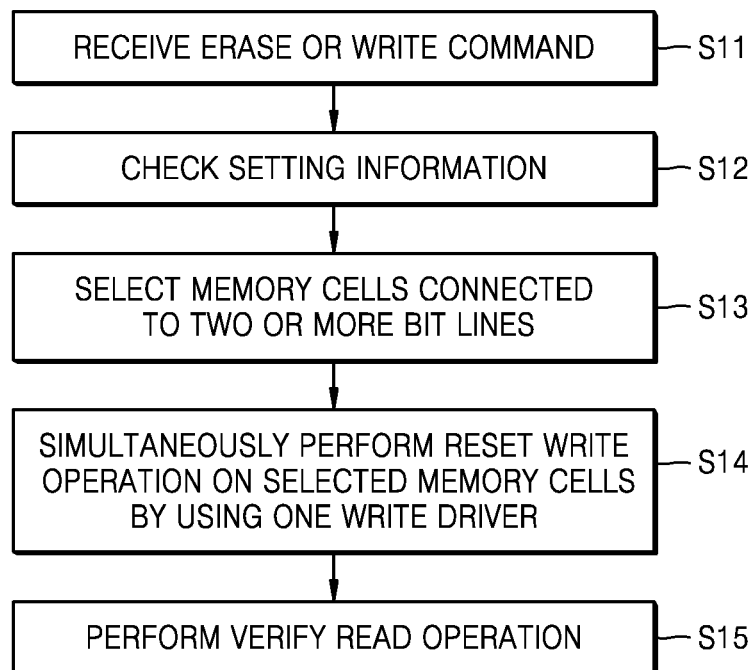 RECEIVE ERASE OR WRITE COMMAND
S11
CHECK SETTING INFORMATION
S12
SELECT MEMORY CELLS CONNECTED
TO TWO OR MORE BIT LINES
S13
SIMULTANEOUSLY PERFORM RESET WRITE
OPERATION ON SELECTED MEMORY CELLS
BY USING ONE WRITE DRIVER
S14
PERFORM VERIFY READ OPERATION
S15